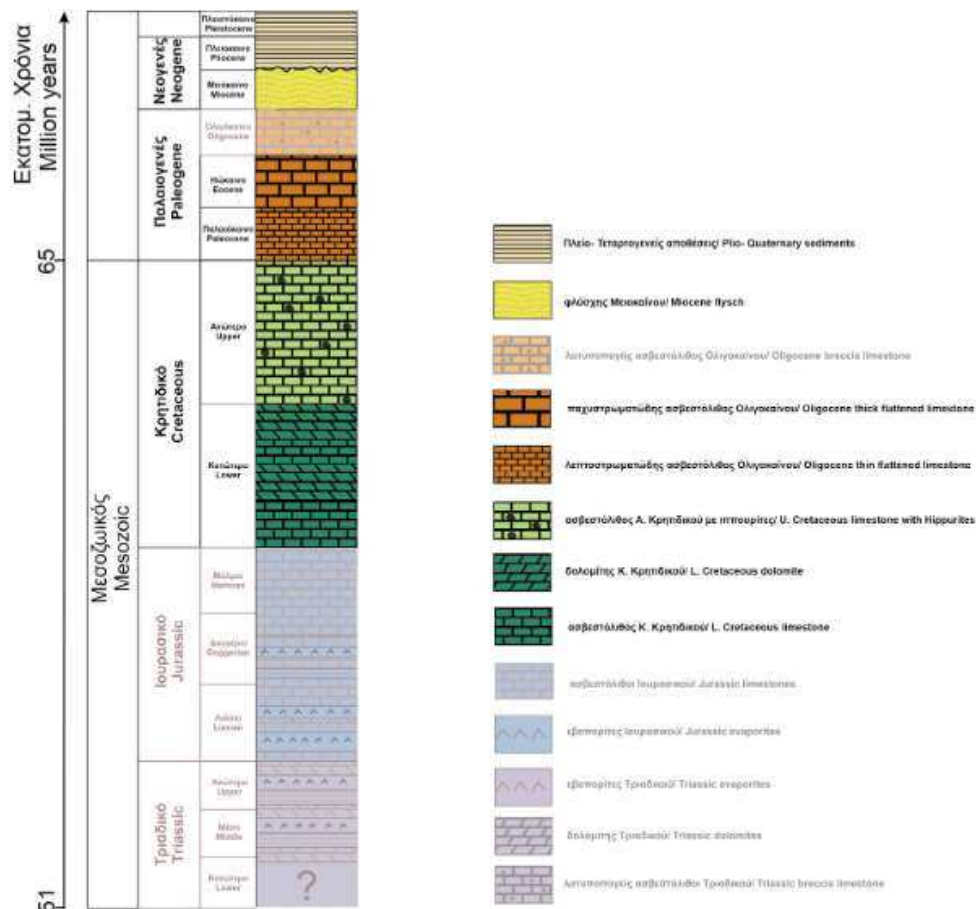 Εκατομ. Χρόνια
Million years
65
51
Μεσοζωικός
Mesozoic
Νεογενές
Neogene
Παλαιογενές
Paleogene
Κρητιδικό
Cretaceous
Ιουρασικό
Jurassic
Τριαδικό
Triassic
Πλειστόκαινο
Pleistocene
Πλειόκαινο
Pliocene
Μειόκαινο
Miocene
Ολιγόκαινο
Oligocene
Ηώκαινο
Eocene
Παλαιόκαινο
Paleocene
Ανώτερο
Upper
Κατώτερο
Lower
Ανώτερο
Upper
Μέσο
Κατώτερο
Lower
?
Πλειο- Τεταρτογενείς αποθέσεις/ Plio- Quaternary sediments
φλύσχης Μειοκαίνου/ Miocene flysch
λατυποπαγής ασβεστόλιθος Ολιγοκαίνου/ Oligocene breccia limestone
παχυστρωματώδης ασβεστόλιθος Ολιγοκαίνου/ Oligocene thick flattened limestone
λεπτοστρωματώδης ασβεστόλιθος Ολιγοκαίνου/ Oligocene thin flattened limestone
ασβεστόλιθος Α. Κρητιδικού με ιππουρίτες/ U. Cretaceous limestone with Hippurites
δολομίτης Κ. Κρητιδικού/ L. Cretaceous dolomite
ασβεστόλιθος Κ. Κρητιδικού/ L. Cretaceous limestone
ασβεστόλιθοι Ιουρασικού/ Jurassic limestones
εβαπορίτες Ιουρασικού/ Jurassic evaporites
εβαπορίτες Τριαδικού/ Triassic evaporites
δολομίτης Τριαδικού/ Triassic dolomites
λατυποπαγείς ασβεστόλιθοι Τριαδικού/ Triassic breccia limestone